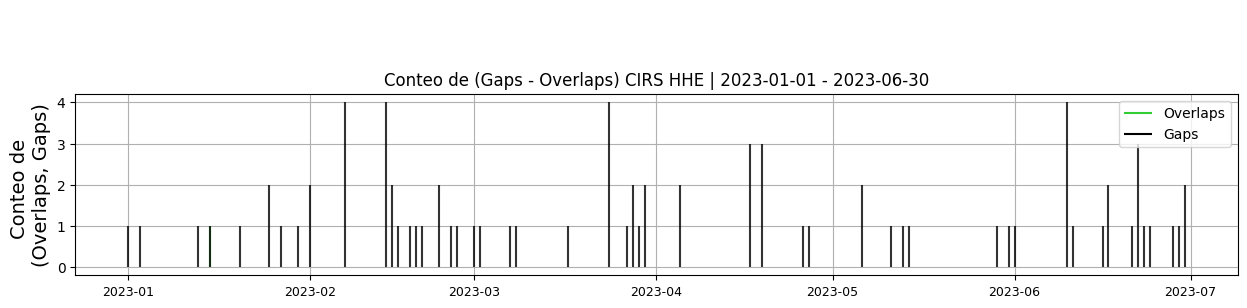 Conteo de (Gaps - Overlaps) CIRS HHE | 2023-01-01 - 2023-06-30
Conteo de
(Overlaps, Gaps)
4
3
2
1
0
Overlaps
Gaps
2023-01
2023-02
2023-03
2023-04
2023-05
2023-06
2023-07